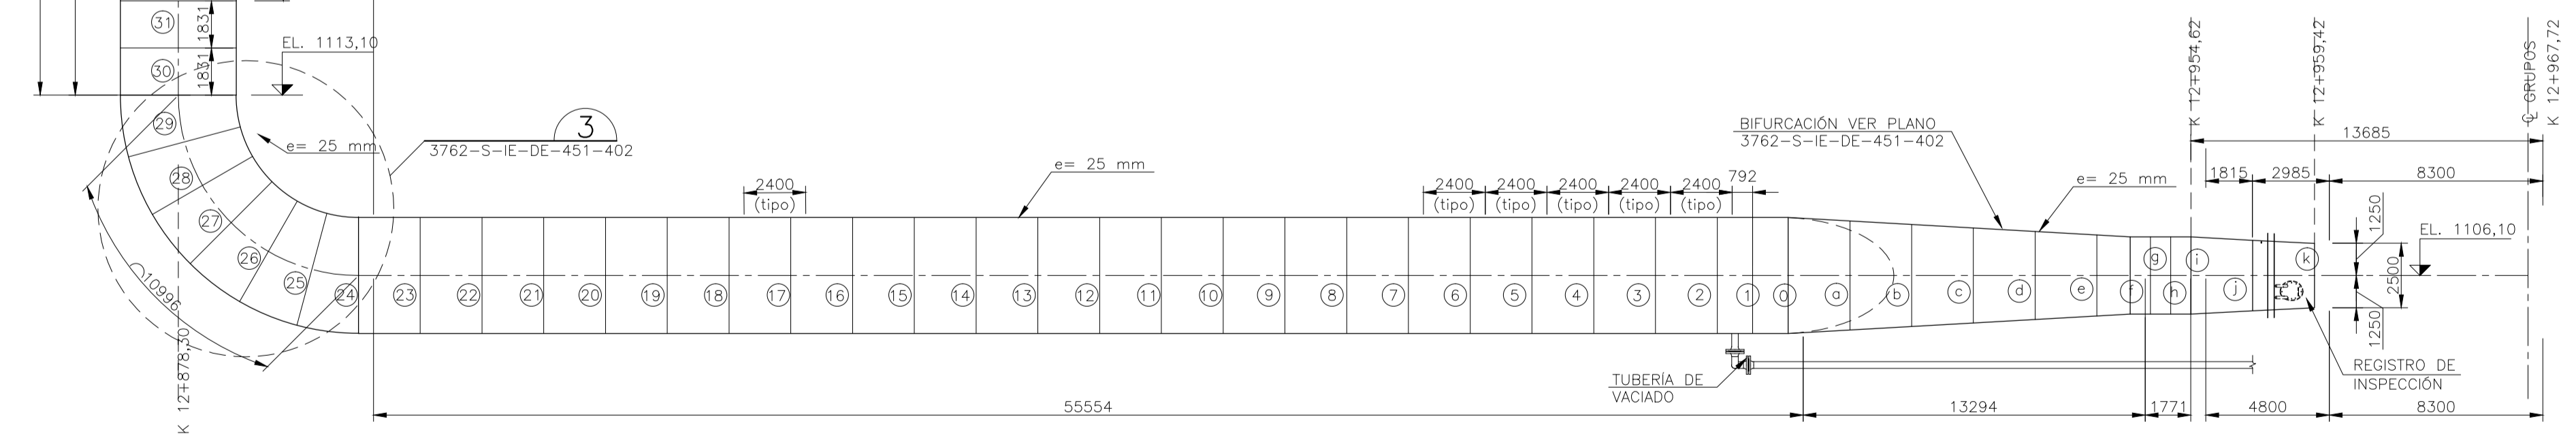 31
1831
30
1831
EL. 1113,10
29
28
27
26
25
24
10996
K 12+878,30
e= 25 mm
3
3762-S-IE-DE-451-402
2400
(tipo)
e= 25 mm
2400 2400 2400 2400 2400 792
(tipo) (tipo) (tipo) (tipo) (tipo)
BIFURCACIÓN VER PLANO
3762-S-IE-DE-451-402
e= 25 mm
K 12+954,62
K 12+959,42
℄ GRUPOS
K 12+967,72
13685
1815 2985 8300
1250
2500
1250
EL. 1106,10
23 22 21 20 19 18 17 16 15 14 13 12 11 10 9 8 7 6 5 4 3 2 1 0 a b c d e f g h i j k
TUBERÍA DE
VACIADO
REGISTRO DE
INSPECCIÓN
55554 13294 1771 4800 8300